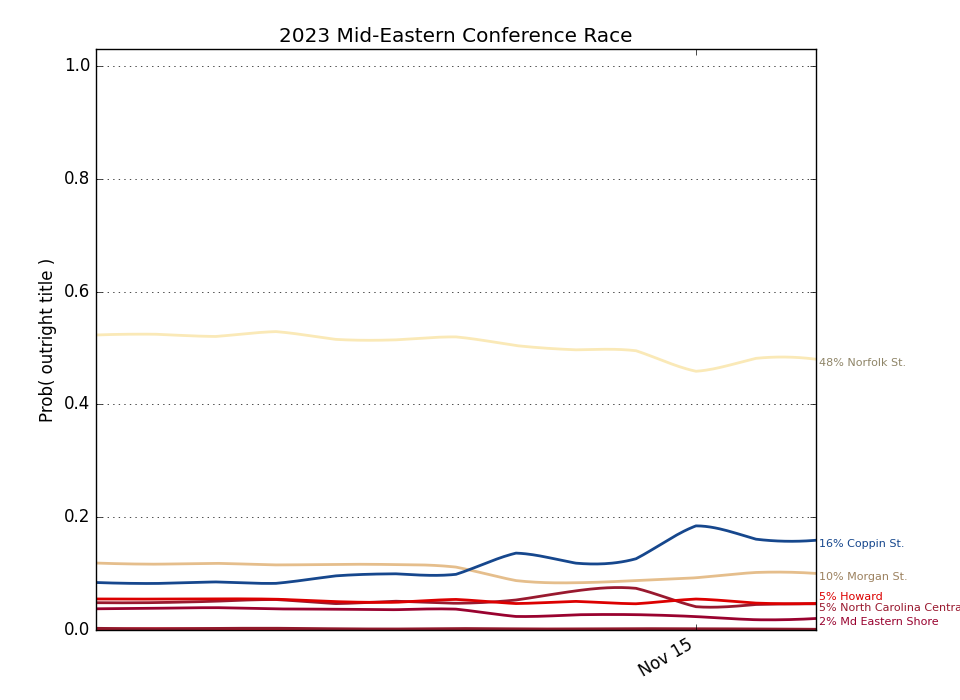 2023 Mid-Eastern Conference Race
1.0
0.8
0.6
0.4
0.2
0.0
Prob( outright title )
48% Norfolk St.
16% Coppin St.
10% Morgan St.
5% Howard
5% North Carolina Centra
2% Md Eastern Shore
Nov 15